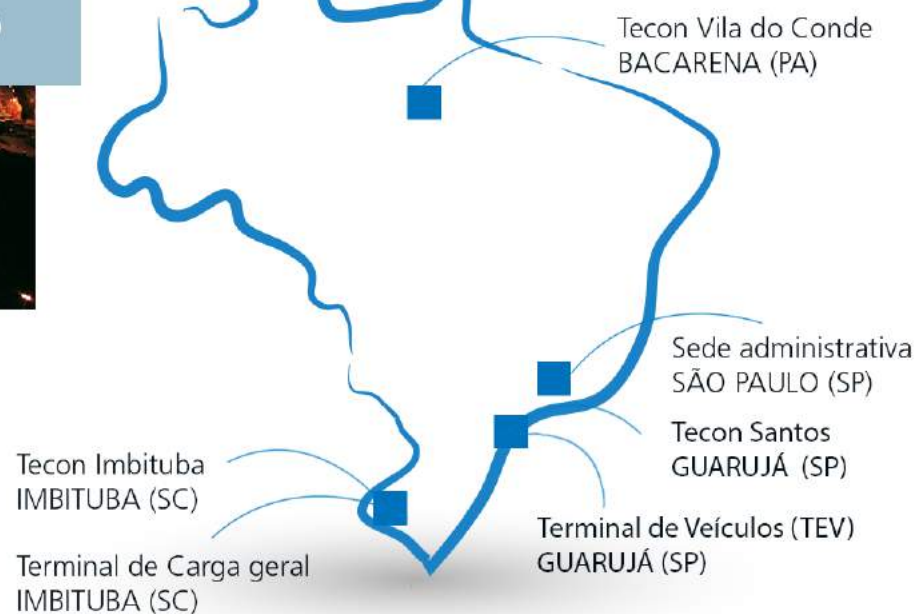 Tecon Vila do Conde
BACARENA (PA)
Sede administrativa
SÃO PAULO (SP)
Tecon Santos
GUARUJÁ (SP)
Tecon Imbituba
IMBITUBA (SC)
Terminal de Veículos (TEV)
GUARUJÁ (SP)
Terminal de Carga geral
IMBITUBA (SC)